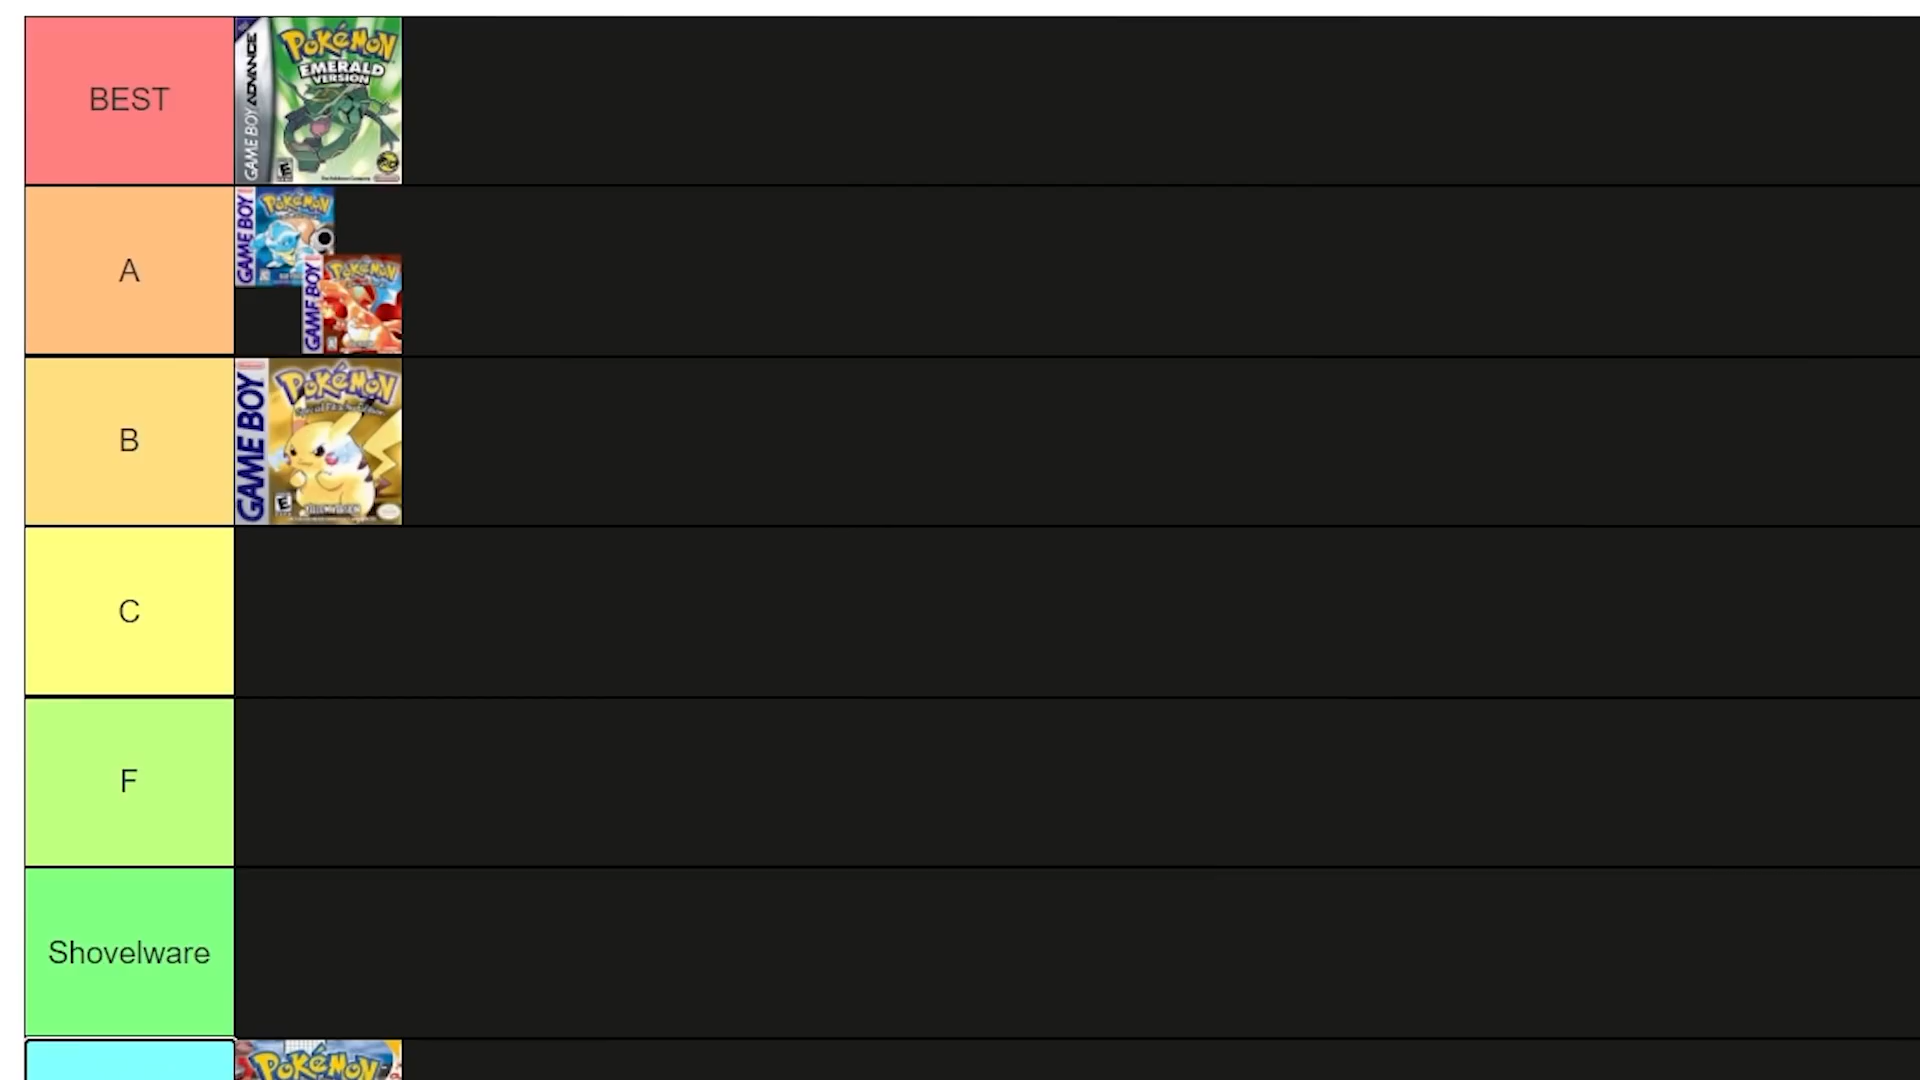 BEST
GAME BOY ADVANCE
POKéMON
EMERALD
VERSION
E
A
GAME BOY
POKéMON
GAME BOY
POKéMON
B
GAME BOY
POKéMON
E
C
F
Shovelware
POKéMON